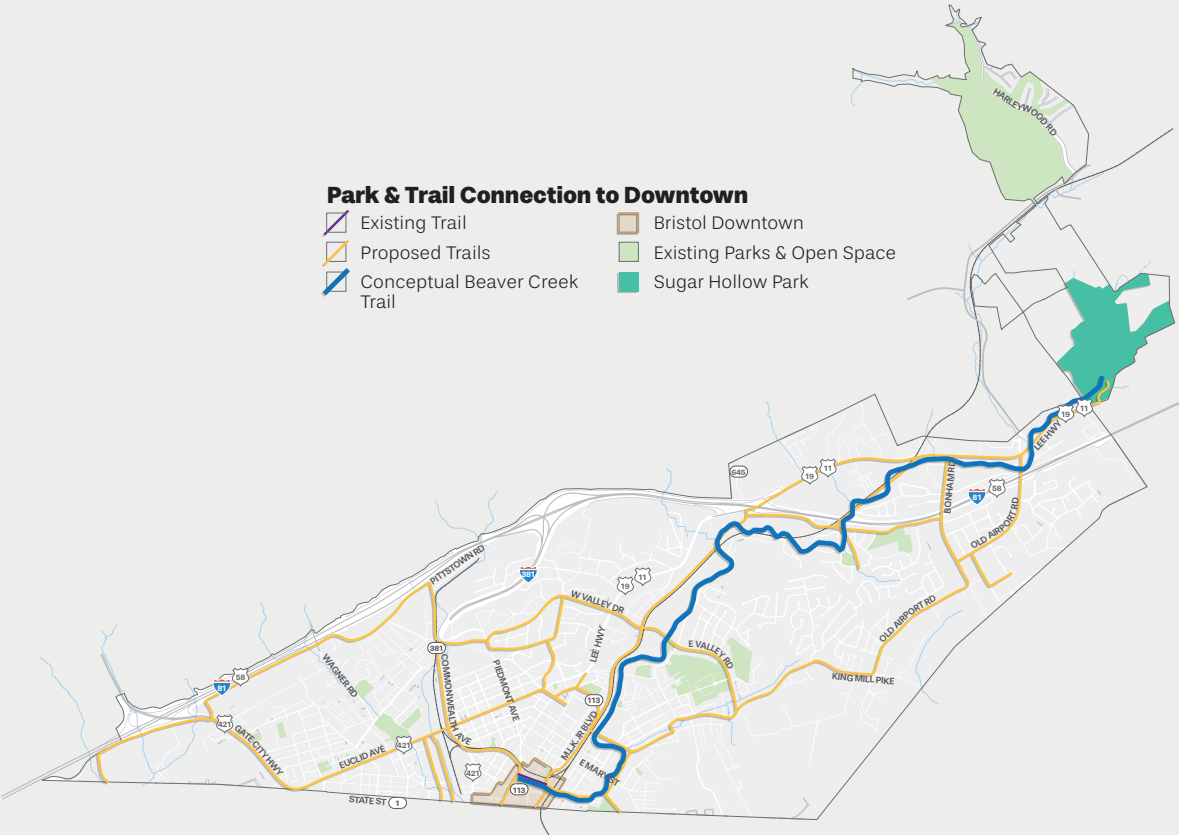 HARLEYWOOD RD
Park & Trail Connection to Downtown
Existing Trail
Proposed Trails
Conceptual Beaver Creek
Trail
Bristol Downtown
Existing Parks & Open Space
Sugar Hollow Park
19
11
LEE HWY
645
19
11
BONHAM RD
81
58
OLD AIRPORT RD
PITTSTOWN RD
381
19
11
W VALLEY DR
OLD AIRPORT RD
381
COMMONWEALTH AVE
PIEDMONT AVE
LEE HWY
E VALLEY RD
KING MILL PIKE
WAGNER RD
81
58
421
GATE CITY HWY
EUCLID AVE
421
113
M.L.K. JR BLVD
E MARY ST
421
113
STATE ST
1